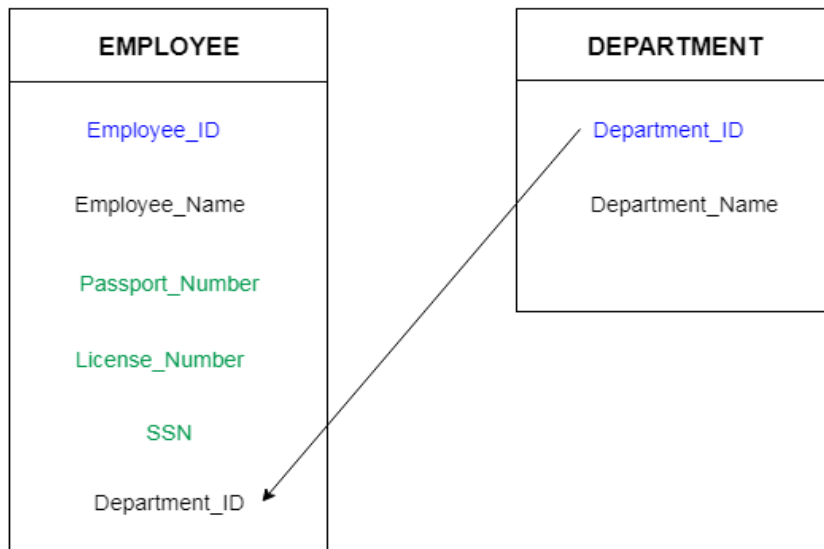 EMPLOYEE
Employee_ID
Employee_Name
Passport_Number
License_Number
SSN
Department_ID
DEPARTMENT
Department_ID
Department_Name